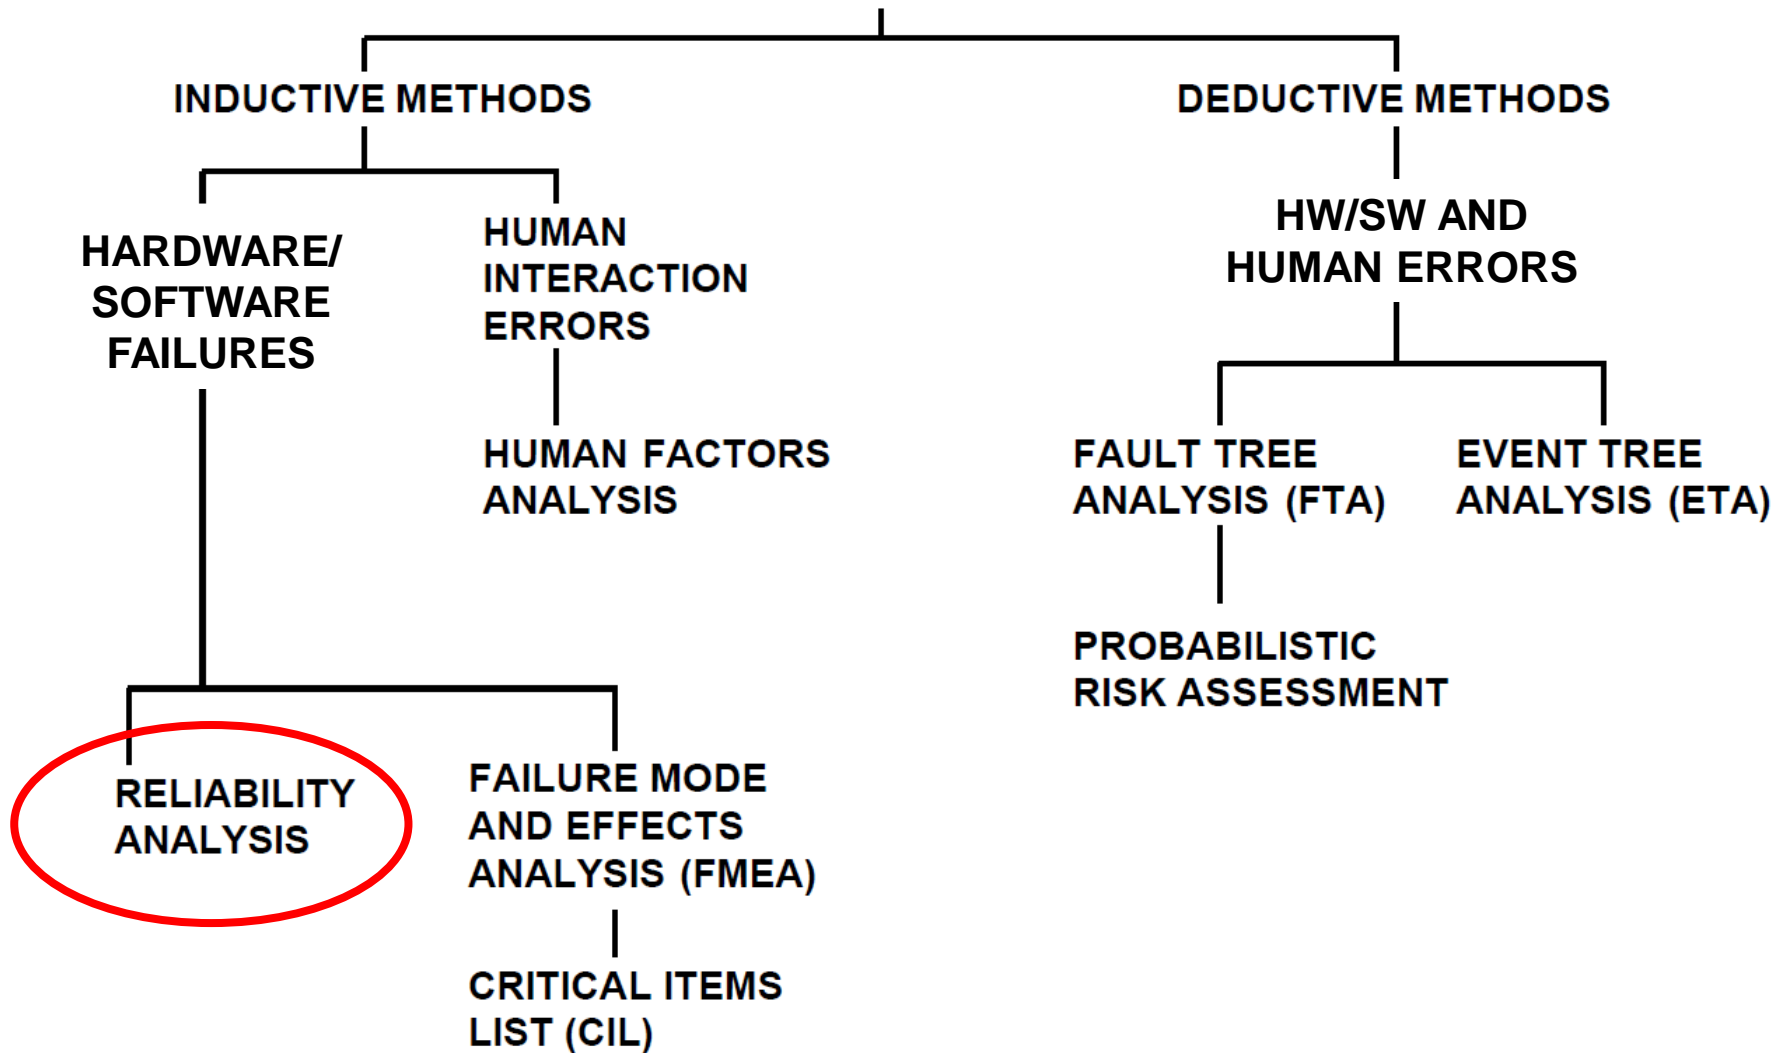 INDUCTIVE METHODS
DEDUCTIVE METHODS
HARDWARE/
SOFTWARE
FAILURES
HUMAN
INTERACTION
ERRORS
HW/SW AND
HUMAN ERRORS
HUMAN FACTORS
ANALYSIS
FAULT TREE
ANALYSIS (FTA)
EVENT TREE
ANALYSIS (ETA)
PROBABILISTIC
RISK ASSESSMENT
RELIABILITY
ANALYSIS
FAILURE MODE
AND EFFECTS
ANALYSIS (FMEA)
CRITICAL ITEMS
LIST (CIL)